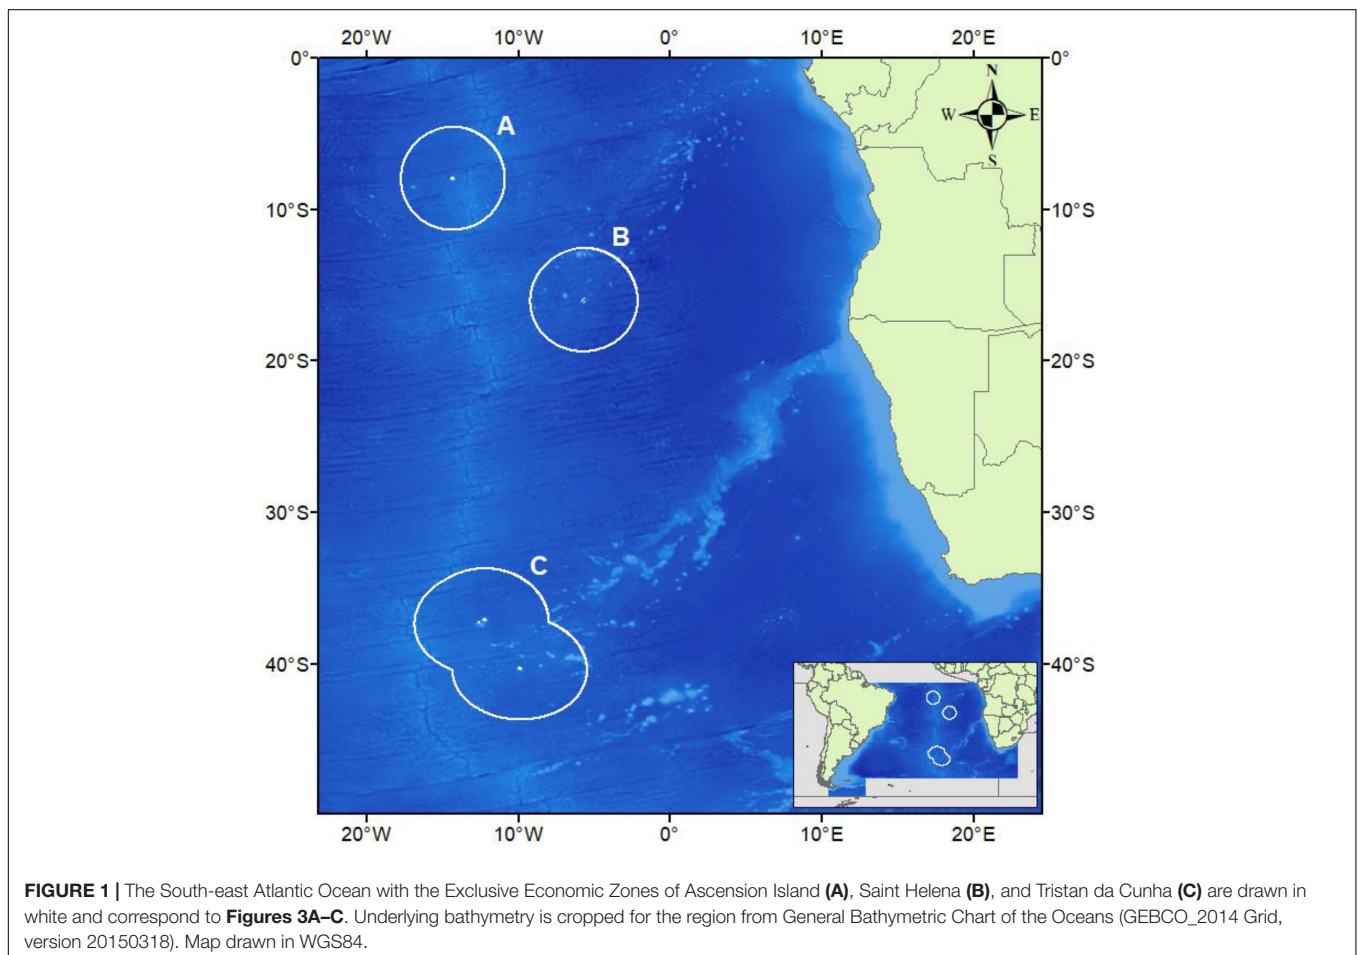 20°W 10°W 0° 10°E 20°E
0° 0°
N
W E
S
A
10°S 10°S
B
20°S 20°S
30°S 30°S
C
40°S 40°S
20°W 10°W 0° 10°E 20°E
FIGURE 1 | The South-east Atlantic Ocean with the Exclusive Economic Zones of Ascension Island (A), Saint Helena (B), and Tristan da Cunha (C) are drawn in
white and correspond to Figures 3A–C. Underlying bathymetry is cropped for the region from General Bathymetric Chart of the Oceans (GEBCO_2014 Grid,
version 20150318). Map drawn in WGS84.